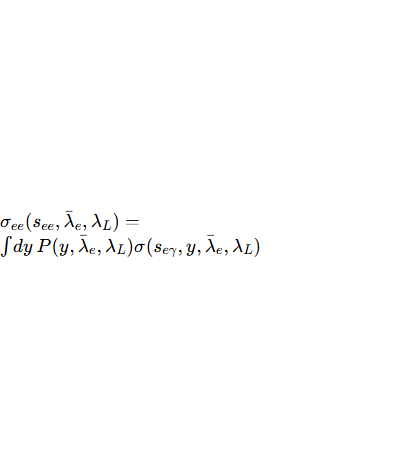 σ_{ee}(s_{ee}, \bar{λ}_e, λ_L) =
∫dy P(y, \bar{λ}_e, λ_L)σ(s_{eγ}, y, \bar{λ}_e, λ_L)